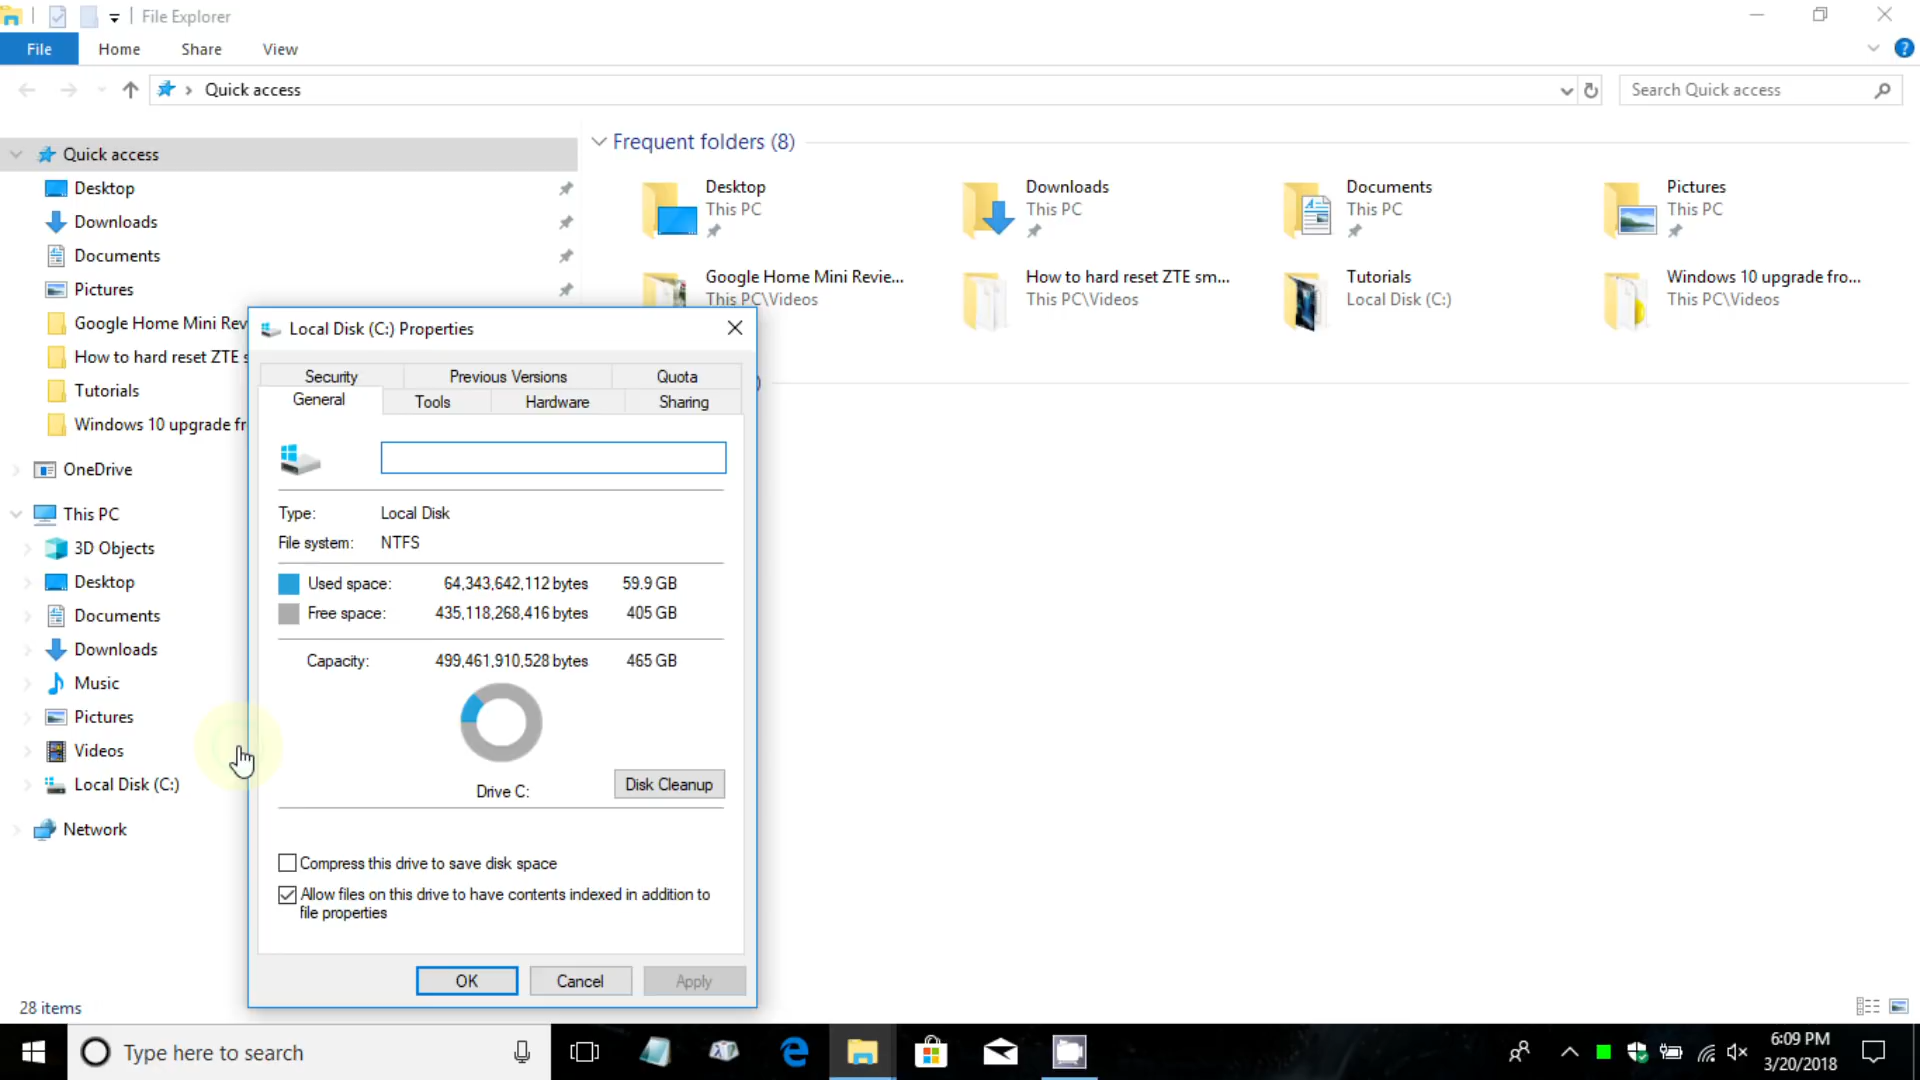 File Explorer
File Home Share View
Quick access
Search Quick access
Quick access
Desktop
Downloads
Documents
Pictures
Google Home Mini Rev
How to hard reset ZTE s
Tutorials
Windows 10 upgrade fr
OneDrive
This PC
3D Objects
Desktop
Documents
Downloads
Music
Pictures
Videos
Local Disk (C:)
Network
28 items
Frequent folders (8)
Desktop
This PC
Downloads
This PC
Documents
This PC
Pictures
This PC
Google Home Mini Revie...
This PC\Videos
How to hard reset ZTE sm...
This PC\Videos
Tutorials
Local Disk (C:)
Windows 10 upgrade fro...
This PC\Videos
)
Local Disk (C:) Properties
Security Previous Versions Quota
General Tools Hardware Sharing
Type: Local Disk
File system: NTFS
Used space: 64,343,642,112 bytes 59.9 GB
Free space: 435,118,268,416 bytes 405 GB
Capacity: 499,461,910,528 bytes 465 GB
Drive C:
Disk Cleanup
Compress this drive to save disk space
Allow files on this drive to have contents indexed in addition to
file properties
OK Cancel Apply
Type here to search
6:09 PM
3/20/2018